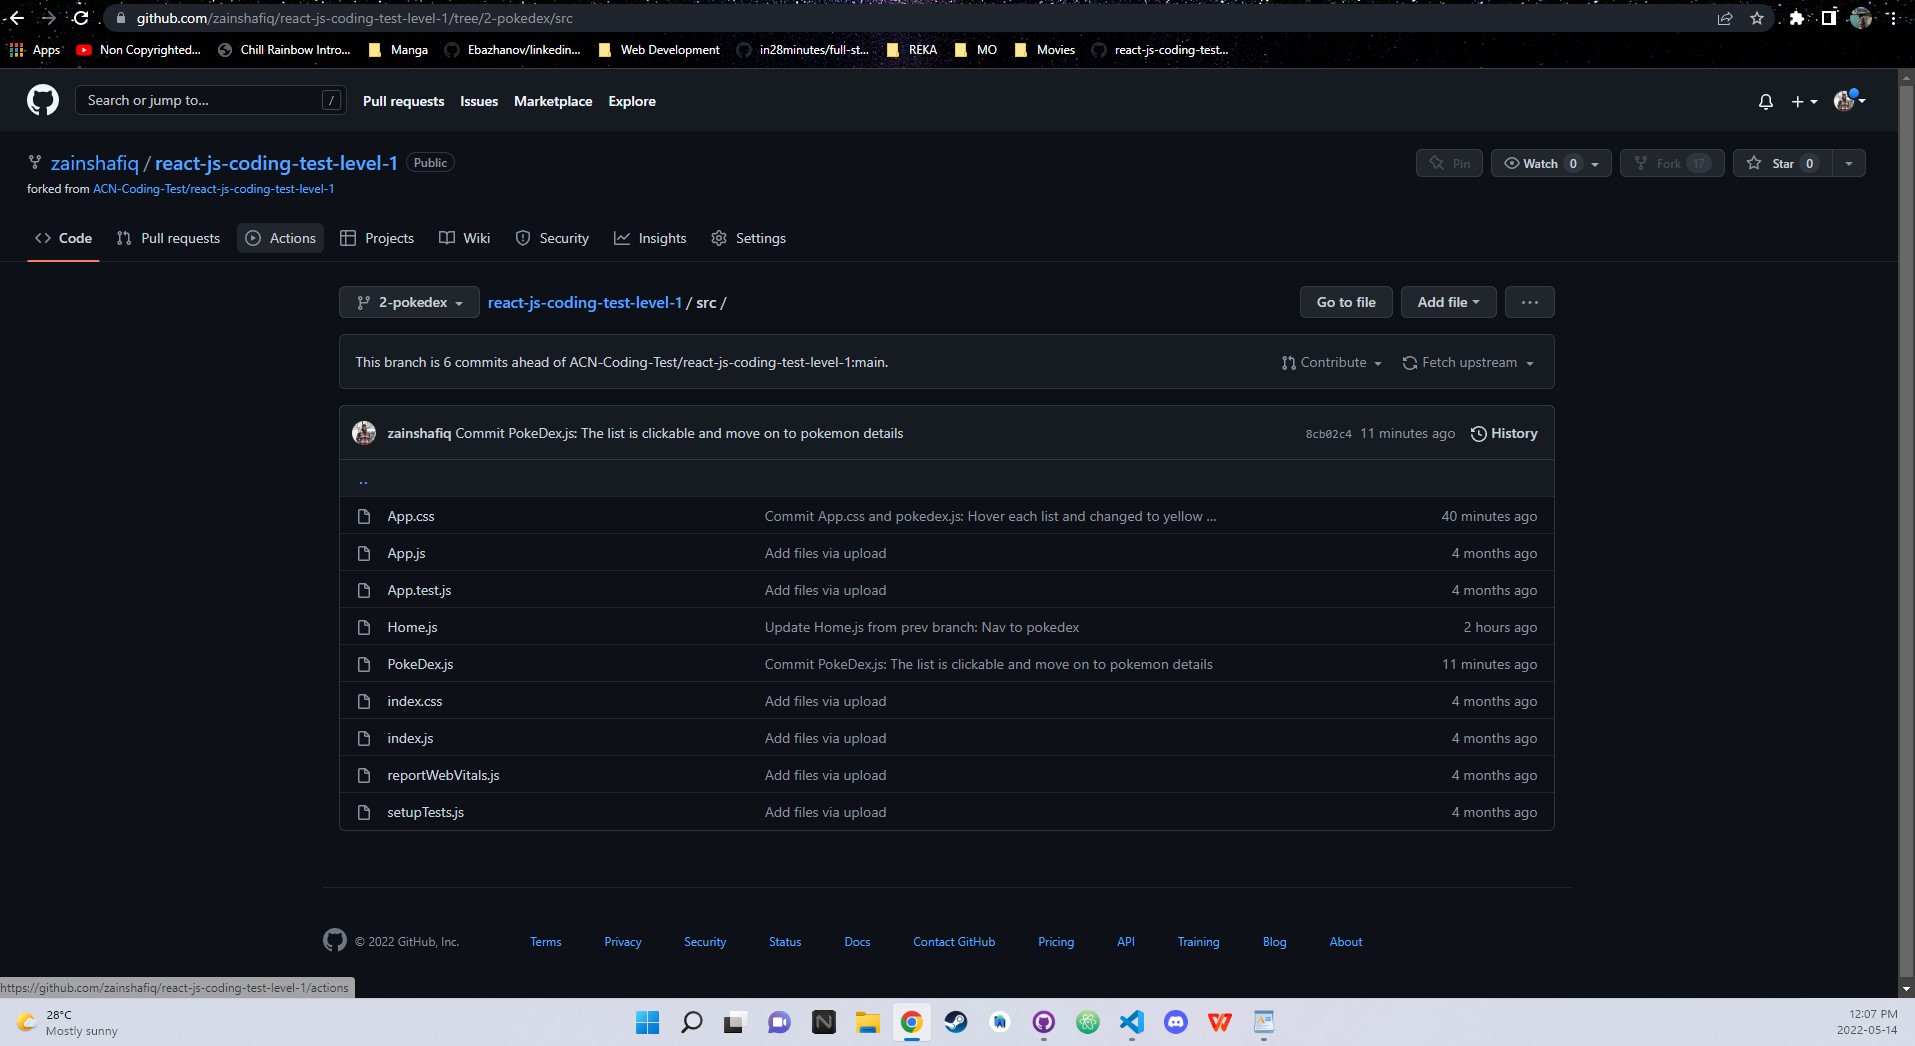 github.com/zainshafiq/react-js-coding-test-level-1/tree/2-pokedex/src
Apps Non Copyrighted... Chill Rainbow Intro... Manga Ebazhanov/linkedin... Web Development in28minutes/full-st... REKA MO Movies react-js-coding-test...
Search or jump to... / Pull requests Issues Marketplace Explore
zainshafiq / react-js-coding-test-level-1 Public Pin Watch 0 Fork 17 Star 0
forked from ACN-Coding-Test/react-js-coding-test-level-1
Code Pull requests Actions Projects Wiki Security Insights Settings
2-pokedex react-js-coding-test-level-1 / src / Go to file Add file ...
This branch is 6 commits ahead of ACN-Coding-Test/react-js-coding-test-level-1:main. Contribute Fetch upstream
zainshafiq Commit PokeDex.js: The list is clickable and move on to pokemon details 8cb02c4 11 minutes ago History
..
App.css Commit App.css and pokedex.js: Hover each list and changed to yellow ... 40 minutes ago
App.js Add files via upload 4 months ago
App.test.js Add files via upload 4 months ago
Home.js Update Home.js from prev branch: Nav to pokedex 2 hours ago
PokeDex.js Commit PokeDex.js: The list is clickable and move on to pokemon details 11 minutes ago
index.css Add files via upload 4 months ago
index.js Add files via upload 4 months ago
reportWebVitals.js Add files via upload 4 months ago
setupTests.js Add files via upload 4 months ago
© 2022 GitHub, Inc. Terms Privacy Security Status Docs Contact GitHub Pricing API Training Blog About
https://github.com/zainshafiq/react-js-coding-test-level-1/actions
28°C
Mostly sunny
12:07 PM
2022-05-14